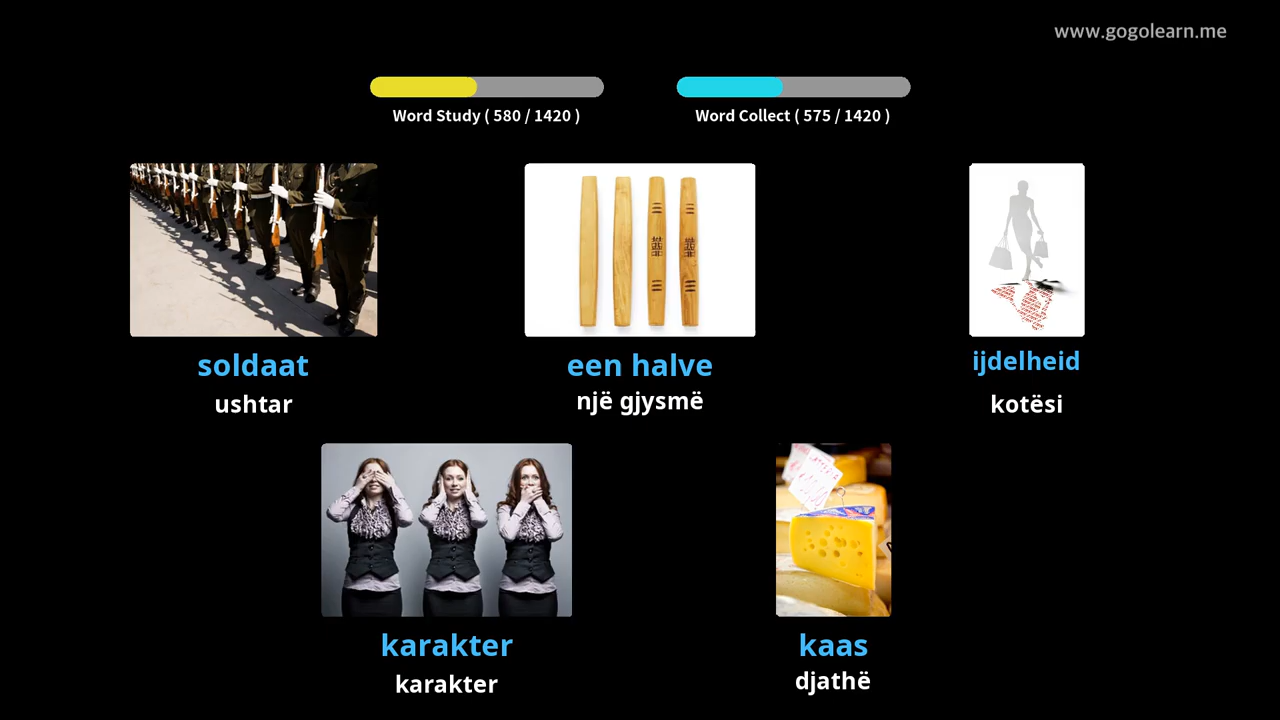 www.gogolearn.me
Word Study ( 580 / 1420 )
Word Collect ( 575 / 1420 )
soldaat
ushtar
een halve
një gjysmë
ijdelheid
kotësi
karakter
karakter
kaas
djathë